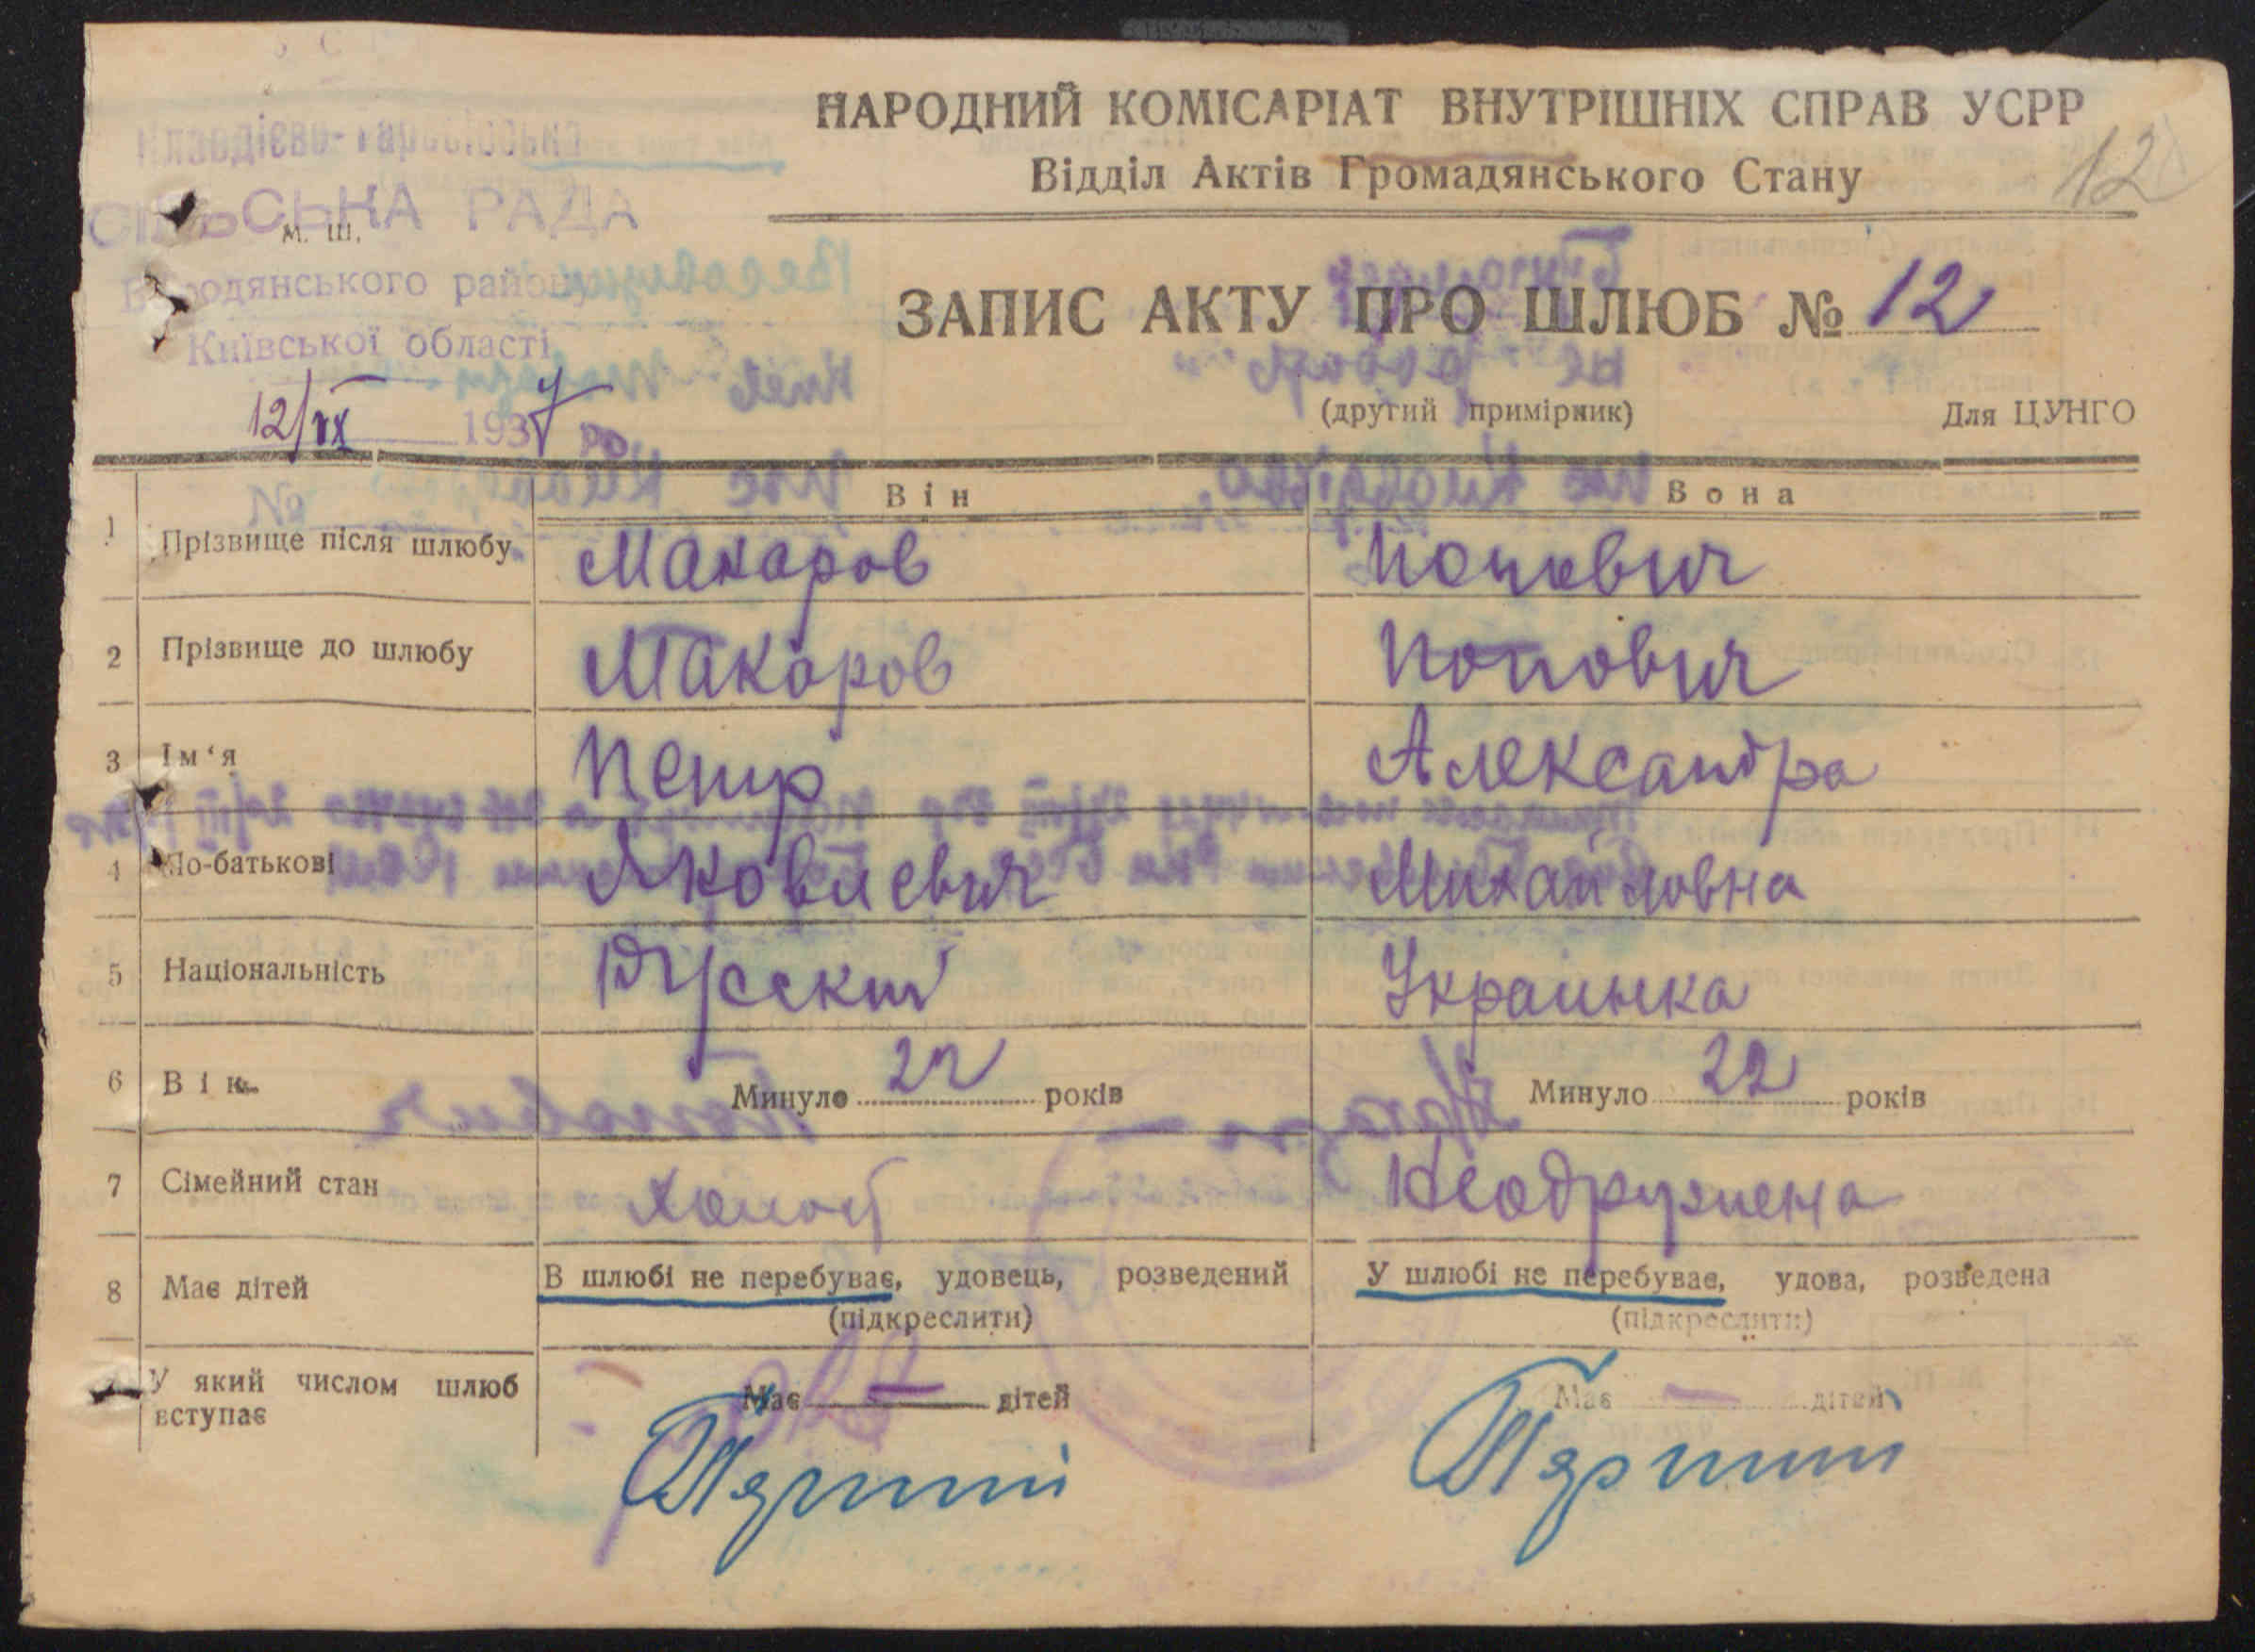 НАРОДНИЙ КОМІСАРІАТ ВНУТРІШНІХ СПРАВ УСРР
Відділ Актів Громадянського Стану
12
СІЛЬСЬКА РАДА
м. ш.
Бородянського району
Київської області
12/IX 1937
ЗАПИС АКТУ ПРО ШЛЮБ № 12
(другий примірник) Для ЦУНГО
№
Він Вона
1 Прізвище після шлюбу Макаров Попович
2 Прізвище до шлюбу Макаров Попович
3 Ім‘я Петр Александра
4 По-батькові Яковлевич Михайловна
5 Національність Русский Украинка
6 Вік Минуло 22 років Минуло 22 років
7 Сімейний стан холост Неодружена
8 Має дітей В шлюбі не перебуває, удовець, розведений У шлюбі не перебуває, удова, розведена
(підкреслити) (підкреслити)
У який числом шлюб Має — дітей Має — дітей
вступає